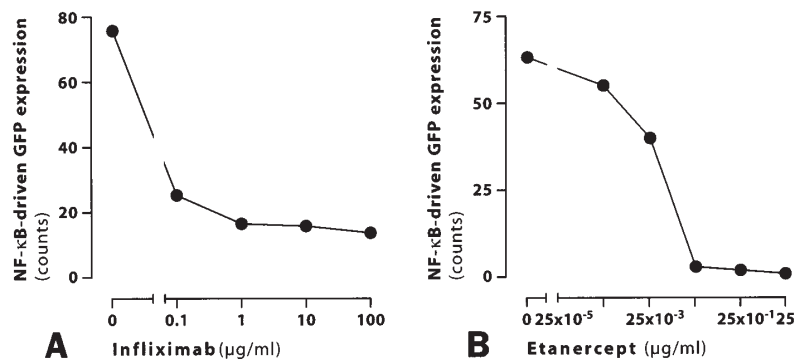 80
60
40
20
0
NF-κB-driven GFP expression
(counts)
0 0.1 1 10 100
A Infliximab (µg/ml)
75
50
25
0
NF-κB-driven GFP expression
(counts)
0 25x10-5 25x10-3 25x10-1 25
B Etanercept (µg/ml)